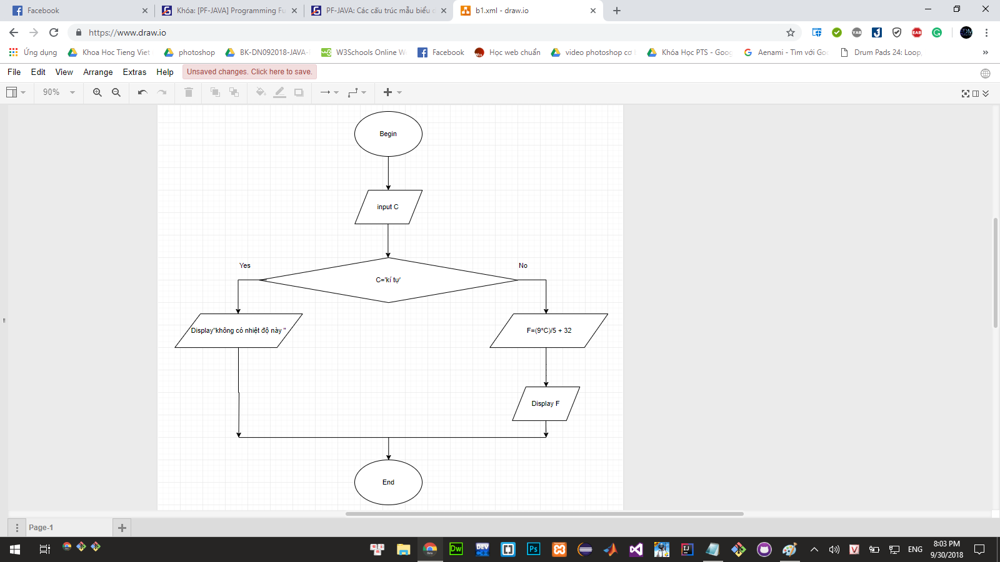 Facebook
Khóa: [PF-JAVA] Programming Fu
PF-JAVA: Các cấu trúc mẫu biểu
b1.xml - draw.io
https://www.draw.io
Ứng dụng
Khoa Hoc Tieng Viet
photoshop
BK-DN092018-JAVA-
W3Schools Online W
Facebook
Học web chuẩn
video photoshop cơ
Khóa Học PTS - Goog
Aenami - Tìm với Goo
Drum Pads 24: Loop,
File Edit View Arrange Extras Help
Unsaved changes. Click here to save.
90%
Begin
input C
Yes
No
C='kí tự'
Display"không có nhiệt độ này "
F=(9*C)/5 + 32
Display F
End
Page-1
ENG
8:03 PM
9/30/2018